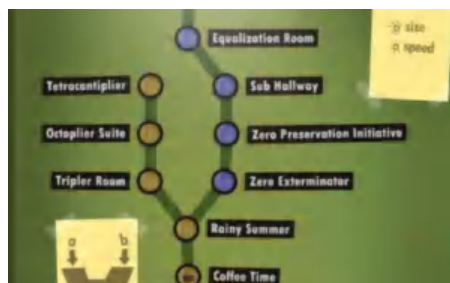 Equalization Room
size
speed
Tetracontiplier
Sub Hallway
Octoplier Suite
Zero Preservation Initiative
Tripler Room
Zero Exterminator
Rainy Summer
a
b
Coffee Time